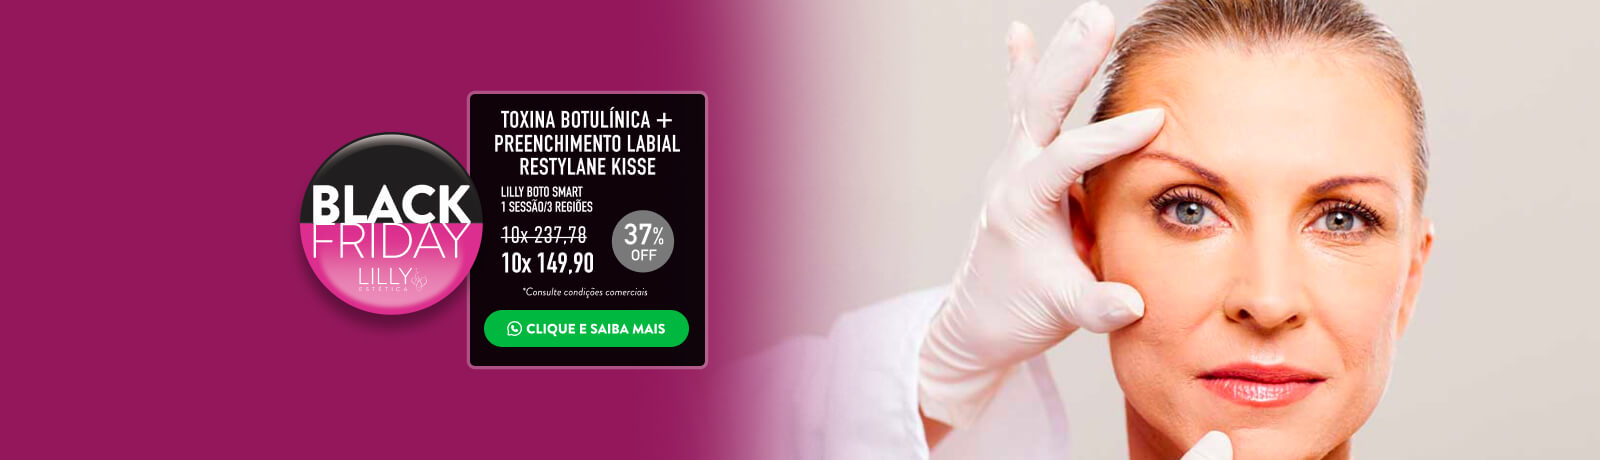 BLACK
FRIDAY
LILLY
ESTÉTICA
TOXINA BOTULÍNICA +
PREENCHIMENTO LABIAL
RESTYLANE KISSE
LILLY BOTO SMART
1 SESSÃO/3 REGIÕES
10x 237,78
10x 149,90
37%
OFF
*Consulte condições comerciais
CLIQUE E SAIBA MAIS